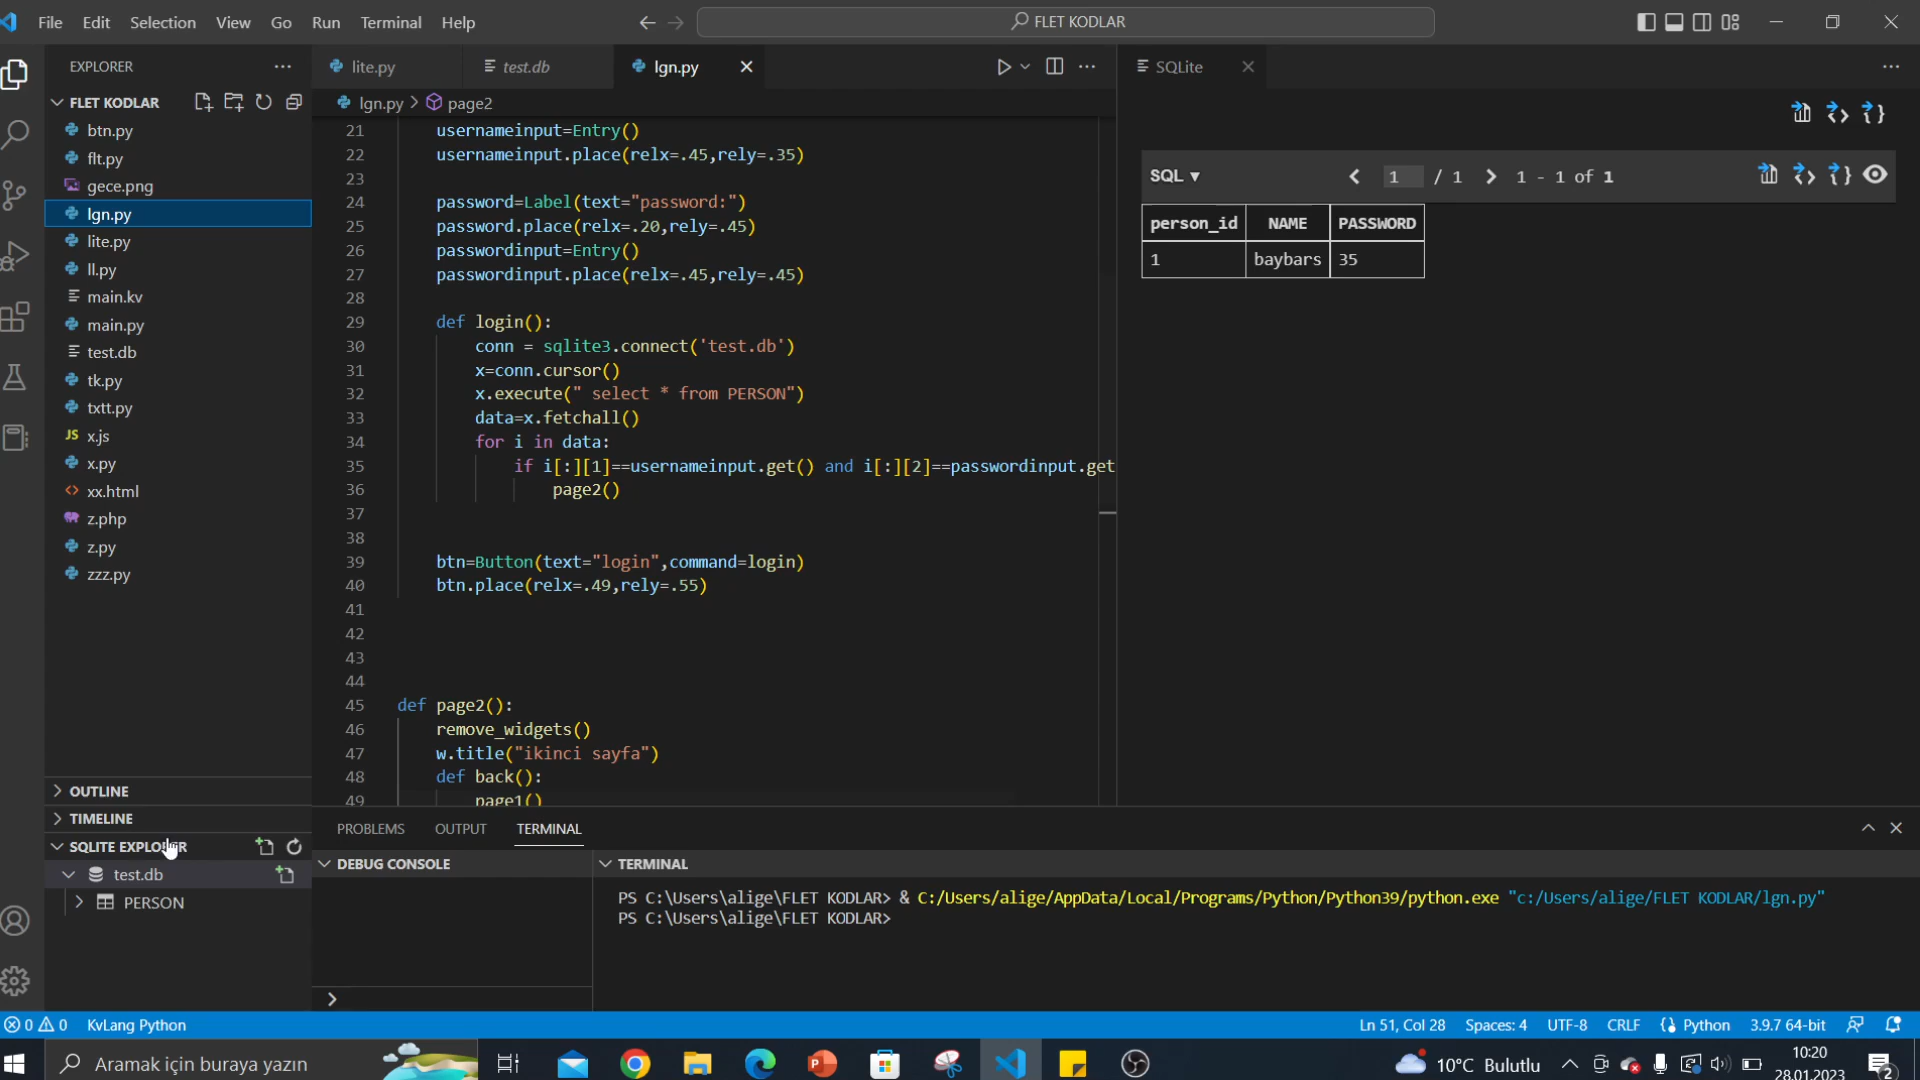 File Edit Selection View Go Run Terminal Help
FLET KODLAR
EXPLORER
FLET KODLAR
btn.py
flt.py
gece.png
lgn.py
lite.py
ll.py
main.kv
main.py
test.db
tk.py
txtt.py
JS x.js
x.py
xx.html
z.php
z.py
zzz.py
OUTLINE
TIMELINE
SQLITE EXPLORER
test.db
PERSON
lite.py test.db lgn.py
lgn.py > page2
21 usernameinput=Entry()
22 usernameinput.place(relx=.45,rely=.35)
23
24 password=Label(text="password:")
25 password.place(relx=.20,rely=.45)
26 passwordinput=Entry()
27 passwordinput.place(relx=.45,rely=.45)
28
29 def login():
30 conn = sqlite3.connect('test.db')
31 x=conn.cursor()
32 x.execute(" select * from PERSON")
33 data=x.fetchall()
34 for i in data:
35 if i[:][1]==usernameinput.get() and i[:][2]==passwordinput.get
36 page2()
37
38
39 btn=Button(text="login",command=login)
40 btn.place(relx=.49,rely=.55)
41
42
43
44
45 def page2():
46 remove_widgets()
47 w.title("ikinci sayfa")
48 def back():
49 page1()
SQLite
SQL ▼ < 1 / 1 > 1 - 1 of 1
person_id NAME PASSWORD
1 baybars 35
PROBLEMS OUTPUT TERMINAL
DEBUG CONSOLE
TERMINAL
PS C:\Users\alige\FLET KODLAR> & C:/Users/alige/AppData/Local/Programs/Python/Python39/python.exe "c:/Users/alige/FLET KODLAR/lgn.py"
PS C:\Users\alige\FLET KODLAR>
0 0 KvLang Python
Ln 51, Col 28 Spaces: 4 UTF-8 CRLF Python 3.9.7 64-bit
Aramak için buraya yazın
10°C Bulutlu
10:20
28.01.2023
2